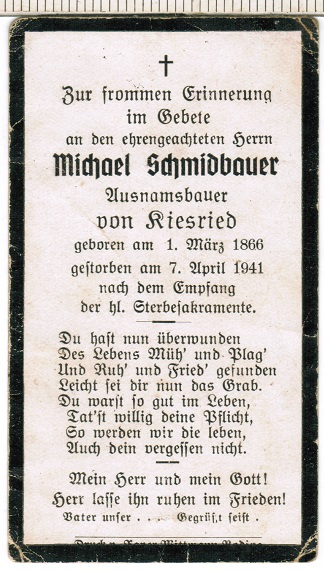 Zur frommen Erinnerung
im Gebete
an den ehrengeachteten Herrn
Michael Schmidbauer
Ausnamsbauer
von Kiesried
geboren am 1. März 1866
gestorben am 7. April 1941
nach dem Empfang
der hl. Sterbesakramente.
Du hast nun überwunden
Des Lebens Müh' und Plag'
Und Ruh' und Fried' gefunden
Leicht sei dir nun das Grab.
Du warst so gut im Leben,
Tat'st willig deine Pflicht,
So werden wir die leben,
Auch dein vergessen nicht.
Mein Herr und mein Gott!
Herr lasse ihn ruhen im Frieden!
Vater unser . . . Gegrüßt seist .